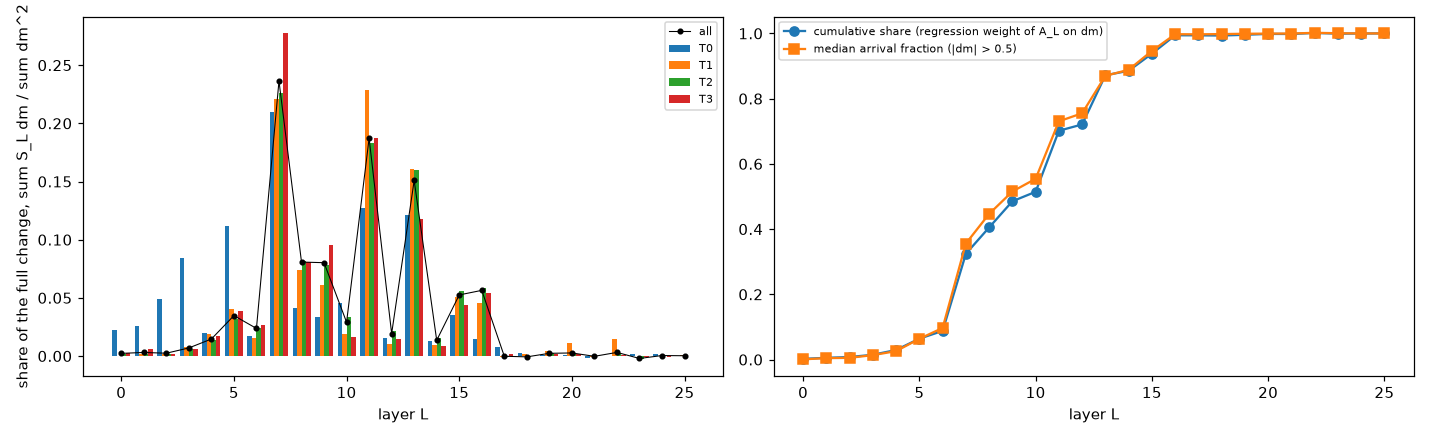 share of the full change, sum S_L dm / sum dm^2
0.25
0.20
0.15
0.10
0.05
0.00
0
5
10
15
20
25
layer L
all
T0
T1
T2
T3
1.0
0.8
0.6
0.4
0.2
0.0
0
5
10
15
20
25
layer L
cumulative share (regression weight of A_L on dm)
median arrival fraction (|dm| > 0.5)